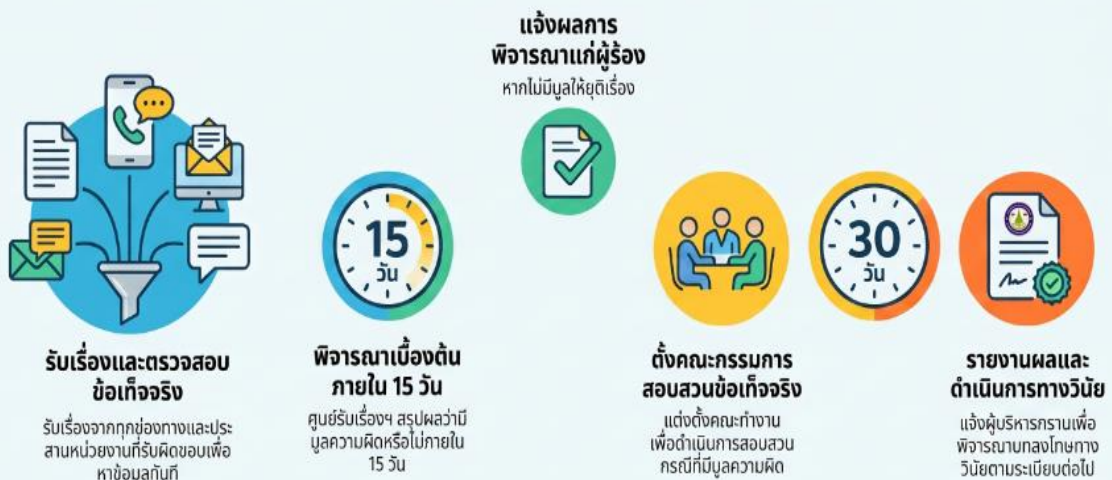 แจ้งผลการ
พิจารณาแก่ผู้ร้อง
หากไม่มีมูลให้ยุติเรื่อง
15
วัน
30
วัน
รับเรื่องและตรวจสอบ
ข้อเท็จจริง
รับเรื่องจากทุกช่องทางและประ
สานหน่วยงานที่รับผิดชอบเพื่อ
หาข้อมูลทันที
พิจารณาเบื้องต้น
ภายใน 15 วัน
ศูนย์รับเรื่องฯ สรุปผลว่ามี
มูลความผิดหรือไม่ภายใน
15 วัน
ตั้งคณะกรรมการ
สอบสวนข้อเท็จจริง
แต่งตั้งคณะทำงาน
เพื่อดำเนินการสอบสวน
กรณีที่มีมูลความผิด
รายงานผลและ
ดำเนินการทางวินัย
แจ้งผู้บริหารทราบเพื่อ
พิจารณาบทลงโทษทาง
วินัยตามระเบียบต่อไป